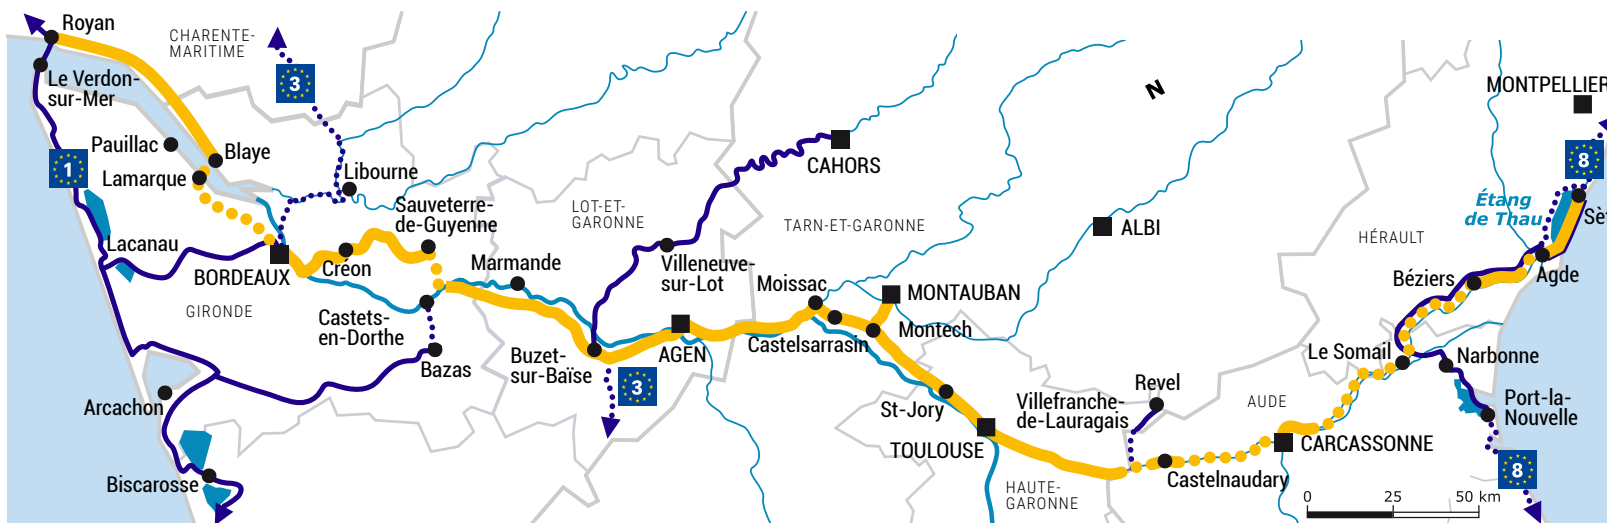 Royan
CHARENTE-
MARITIME
3
Le Verdon-
sur-Mer
N
MONTPELLIER
Pauillac
Blaye
1
Lamarque
Libourne
CAHORS
8
Sauveterre-
de-Guyenne
LOT-ET-
GARONNE
TARN-ET-GARONNE
ALBI
Étang
de Thau
Sèt
HÉRAULT
Lacanau
BORDEAUX
Créon
Marmande
Villeneuve-
sur-Lot
Moissac
MONTAUBAN
Béziers
Agde
GIRONDE
Castets-
en-Dorthe
Montech
Castelsarrasin
Buzet-
sur-Baïse
AGEN
Le Somail
Narbonne
Bazas
3
Arcachon
St-Jory
Villefranche-
de-Lauragais
Revel
AUDE
Port-la-
Nouvelle
TOULOUSE
CARCASSONNE
Biscarosse
HAUTE-
GARONNE
Castelnaudary
8
0 25 50 km